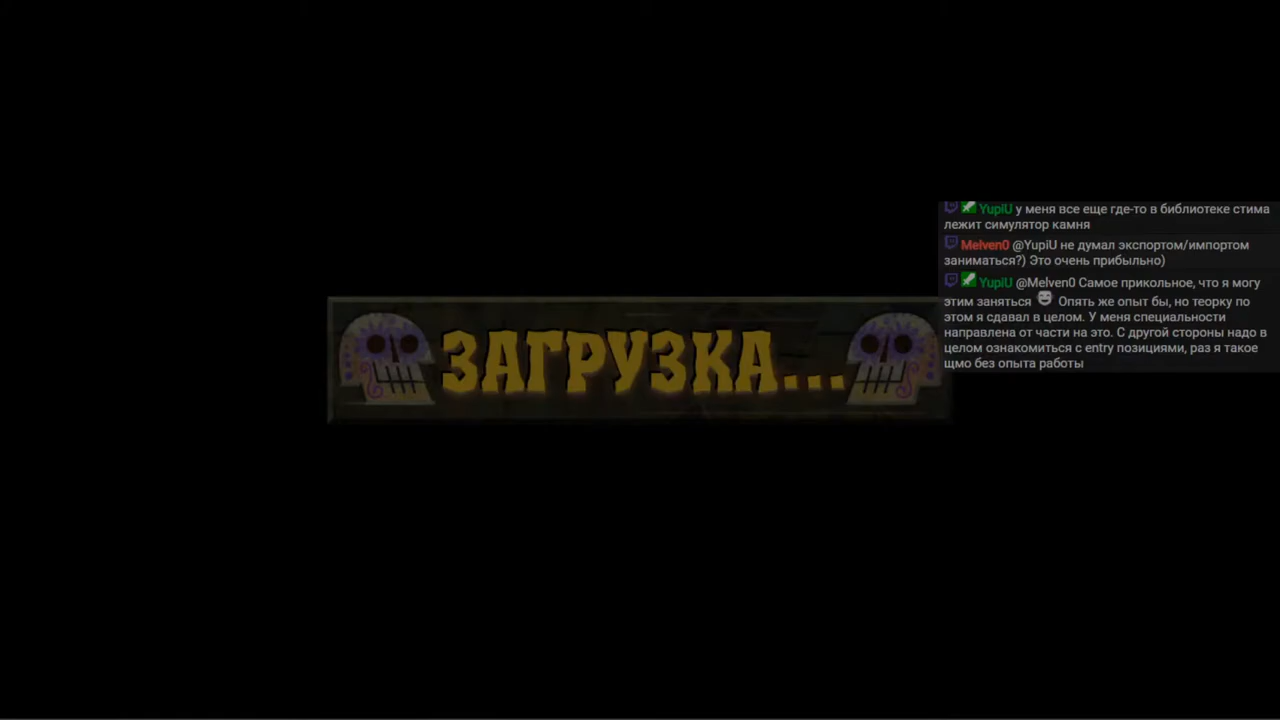 YupiU у меня все еще где-то в библиотеке стима
лежит симулятор камня
Melven0 @YupiU не думал экспортом/импортом
заниматься?) Это очень прибыльно)
YupiU @Melven0 Самое прикольное, что я могу
этим заняться Опять же опыт бы, но теорку по
этом я сдавал в целом. У меня специальности
направлена от части на это. С другой стороны надо в
целом ознакомиться с entry позициями, раз я такое
щмо без опыта работы
ЗАГРУЗКА...